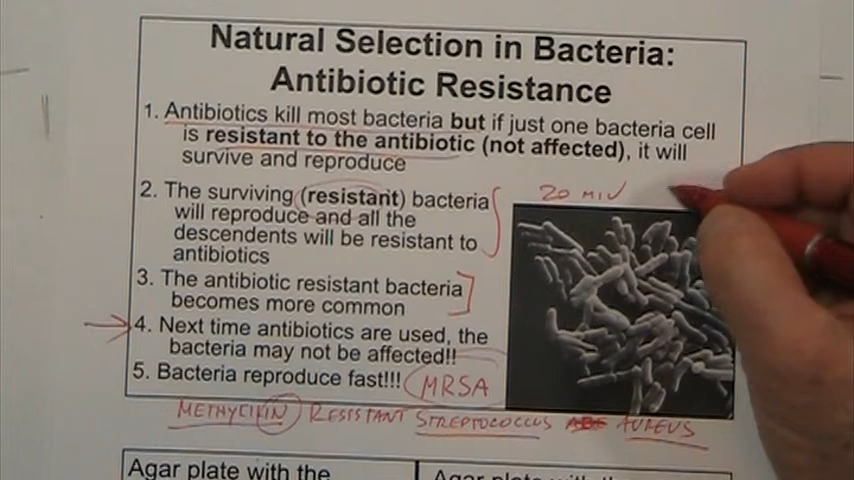 Natural Selection in Bacteria:
Antibiotic Resistance
1. Antibiotics kill most bacteria but if just one bacteria cell
is resistant to the antibiotic (not affected), it will
survive and reproduce
2. The surviving (resistant) bacteria
will reproduce and all the
descendents will be resistant to
antibiotics
20 MIN
3. The antibiotic resistant bacteria
becomes more common
4. Next time antibiotics are used, the
bacteria may not be affected!!
5. Bacteria reproduce fast!!! MRSA
RESISTANT STREPTOCOCCUS AUREUS
Agar plate with the
Agar plate with the